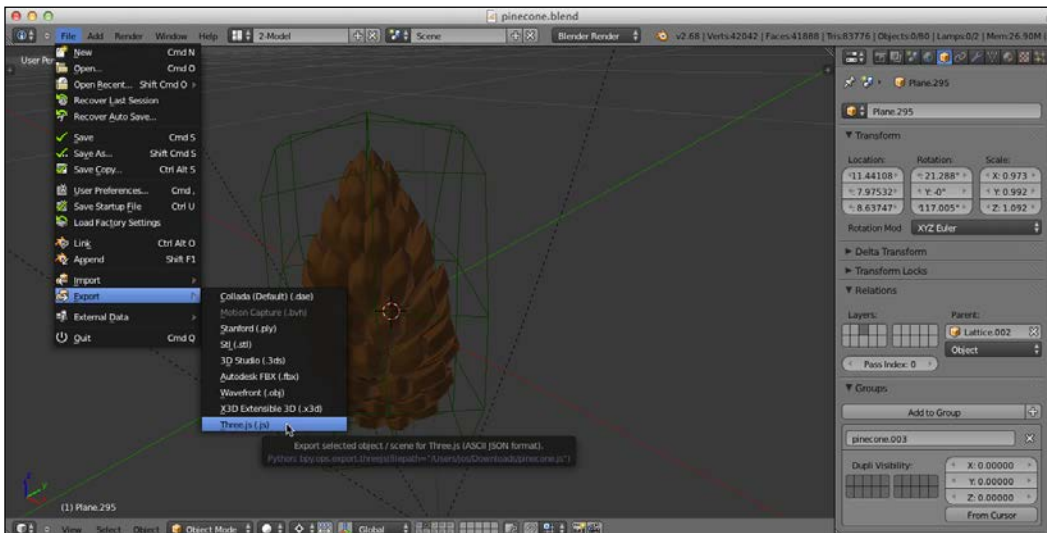 pinecone.blend
File Add Render Window Help 2-Model Scene Blender Render v2.68 | Verts:42042 | Faces:41888 | Tris:83776 | Objects:0/80 | Lamps:0/2 | Mem:26.90M
User Per
New Cmd N
Open... Cmd O
Open Recent... Shift Cmd O
Recover Last Session
Recover Auto Save...
Save Cmd S
Save As... Shift Cmd S
Save Copy... Ctrl Alt S
User Preferences... Cmd ,
Save Startup File Ctrl U
Load Factory Settings
Link Ctrl Alt O
Append Shift F1
Import
Export
External Data
Quit Cmd Q
Collada (Default) (.dae)
Motion Capture (.bvh)
Stanford (.ply)
Stl (.stl)
3D Studio (.3ds)
Autodesk FBX (.fbx)
Wavefront (.obj)
X3D Extensible 3D (.x3d)
Three.js (.js)
Export selected object / scene for Three.js (ASCII JSON format).
Python: bpy.ops.export.threejs(filepath="/Users/jos/Downloads/pinecone.js")
(1) Plane.295
View Select Object Object Mode Global
Plane.295
Plane.295
Transform
Location: Rotation: Scale:
11.44108 21.288° X: 0.973
7.97532 Y: -0° Y: 0.992
8.63747 117.005° Z: 1.092
Rotation Mod XYZ Euler
Delta Transform
Transform Locks
Relations
Layers: Parent:
Lattice.002
Object
Pass Index: 0
Groups
Add to Group
pinecone.003
Dupli Visibility: X: 0.00000
Y: 0.00000
Z: 0.00000
From Cursor